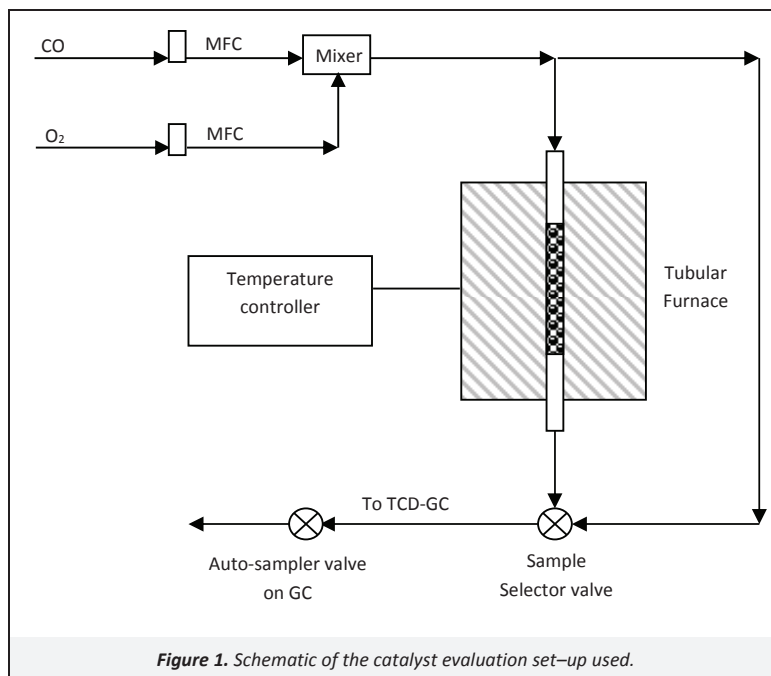 CO
MFC
Mixer
O₂
MFC
Temperature
controller
Tubular
Furnace
To TCD-GC
Auto-sampler valve
on GC
Sample
Selector valve
Figure 1. Schematic of the catalyst evaluation set–up used.